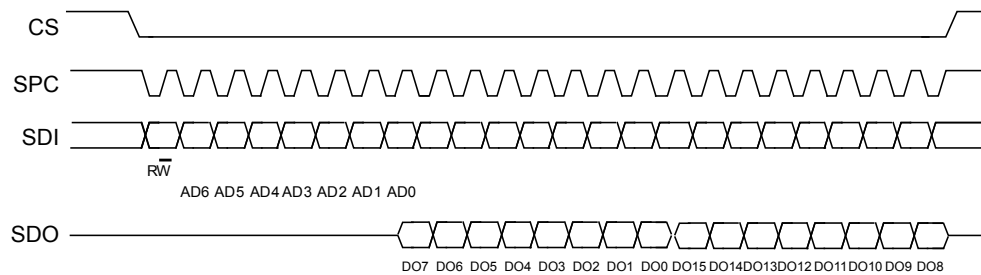 CS
SPC
SDI
RW
AD6 AD5 AD4 AD3 AD2 AD1 AD0
SDO
DO7 DO6 DO5 DO4 DO3 DO2 DO1 DO0 DO15 DO14 DO13 DO12 DO11 DO10 DO9 DO8